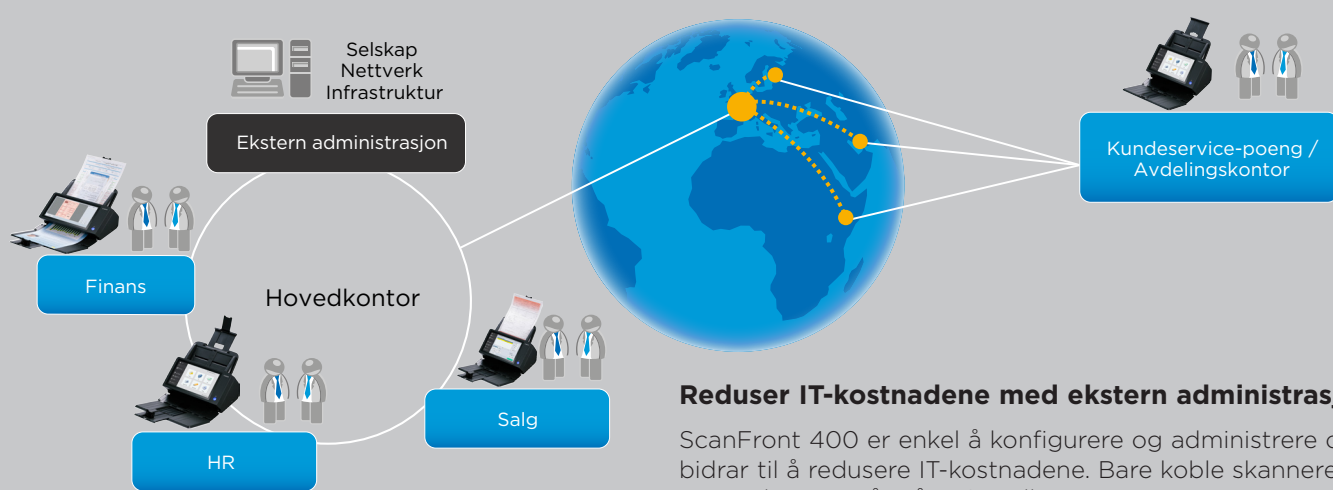 Selskap
Nettverk
Infrastruktur
Ekstern administrasjon
Kundeservice-poeng /
Avdelingskontor
Finans
Hovedkontor
Salg
HR
Reduser IT-kostnadene med ekstern
ScanFront 400 er enkel å konfigurere og administrere
bidrar til å redusere IT-kostnadene. Bare koble